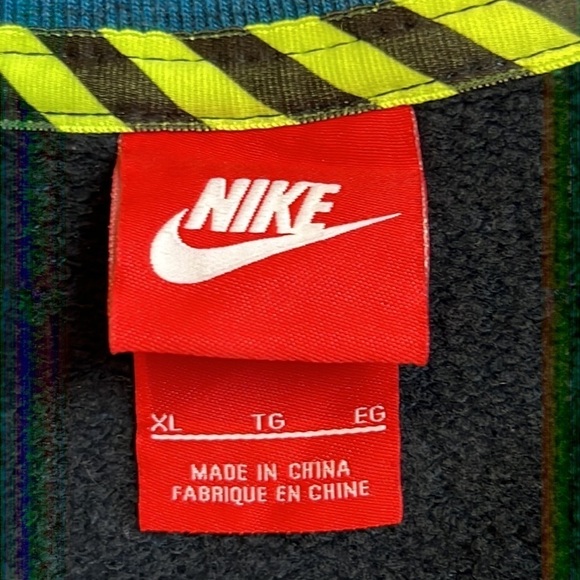 NIKE
XL TG EG
MADE IN CHINA
FABRIQUE EN CHINE